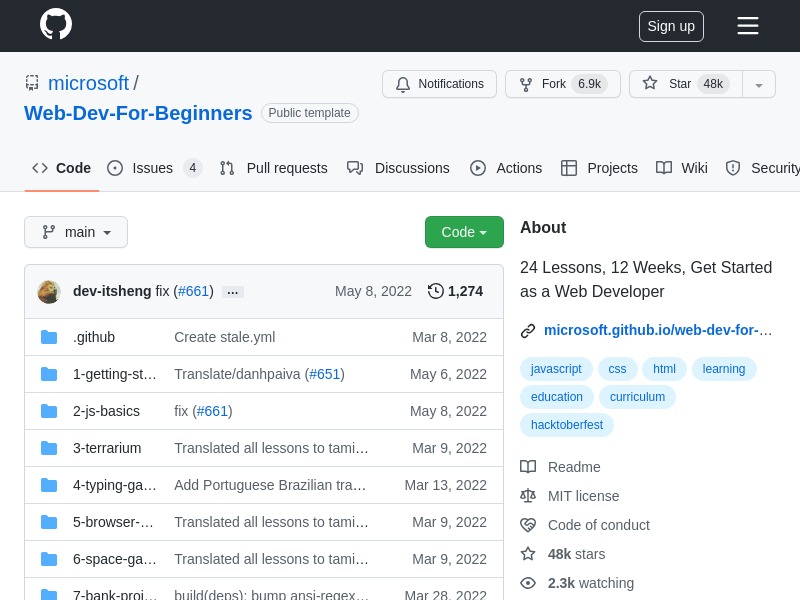 Sign up
microsoft /
Web-Dev-For-Beginners Public template
Notifications Fork 6.9k Star 48k
Code Issues 4 Pull requests Discussions Actions Projects Wiki Security
main Code
dev-itsheng fix (#661) ... May 8, 2022 1,274
.github Create stale.yml Mar 8, 2022
1-getting-st… Translate/danhpaiva (#651) May 6, 2022
2-js-basics fix (#661) May 8, 2022
3-terrarium Translated all lessons to tami… Mar 9, 2022
4-typing-ga… Add Portuguese Brazilian tra… Mar 13, 2022
5-browser-… Translated all lessons to tami… Mar 9, 2022
6-space-ga… Translated all lessons to tami… Mar 9, 2022
7-bank-proj… build(deps): bump ansi-regex… Mar 28, 2022
About
24 Lessons, 12 Weeks, Get Started
as a Web Developer
microsoft.github.io/web-dev-for-…
javascript css html learning
education curriculum
hacktoberfest
Readme
MIT license
Code of conduct
48k stars
2.3k watching